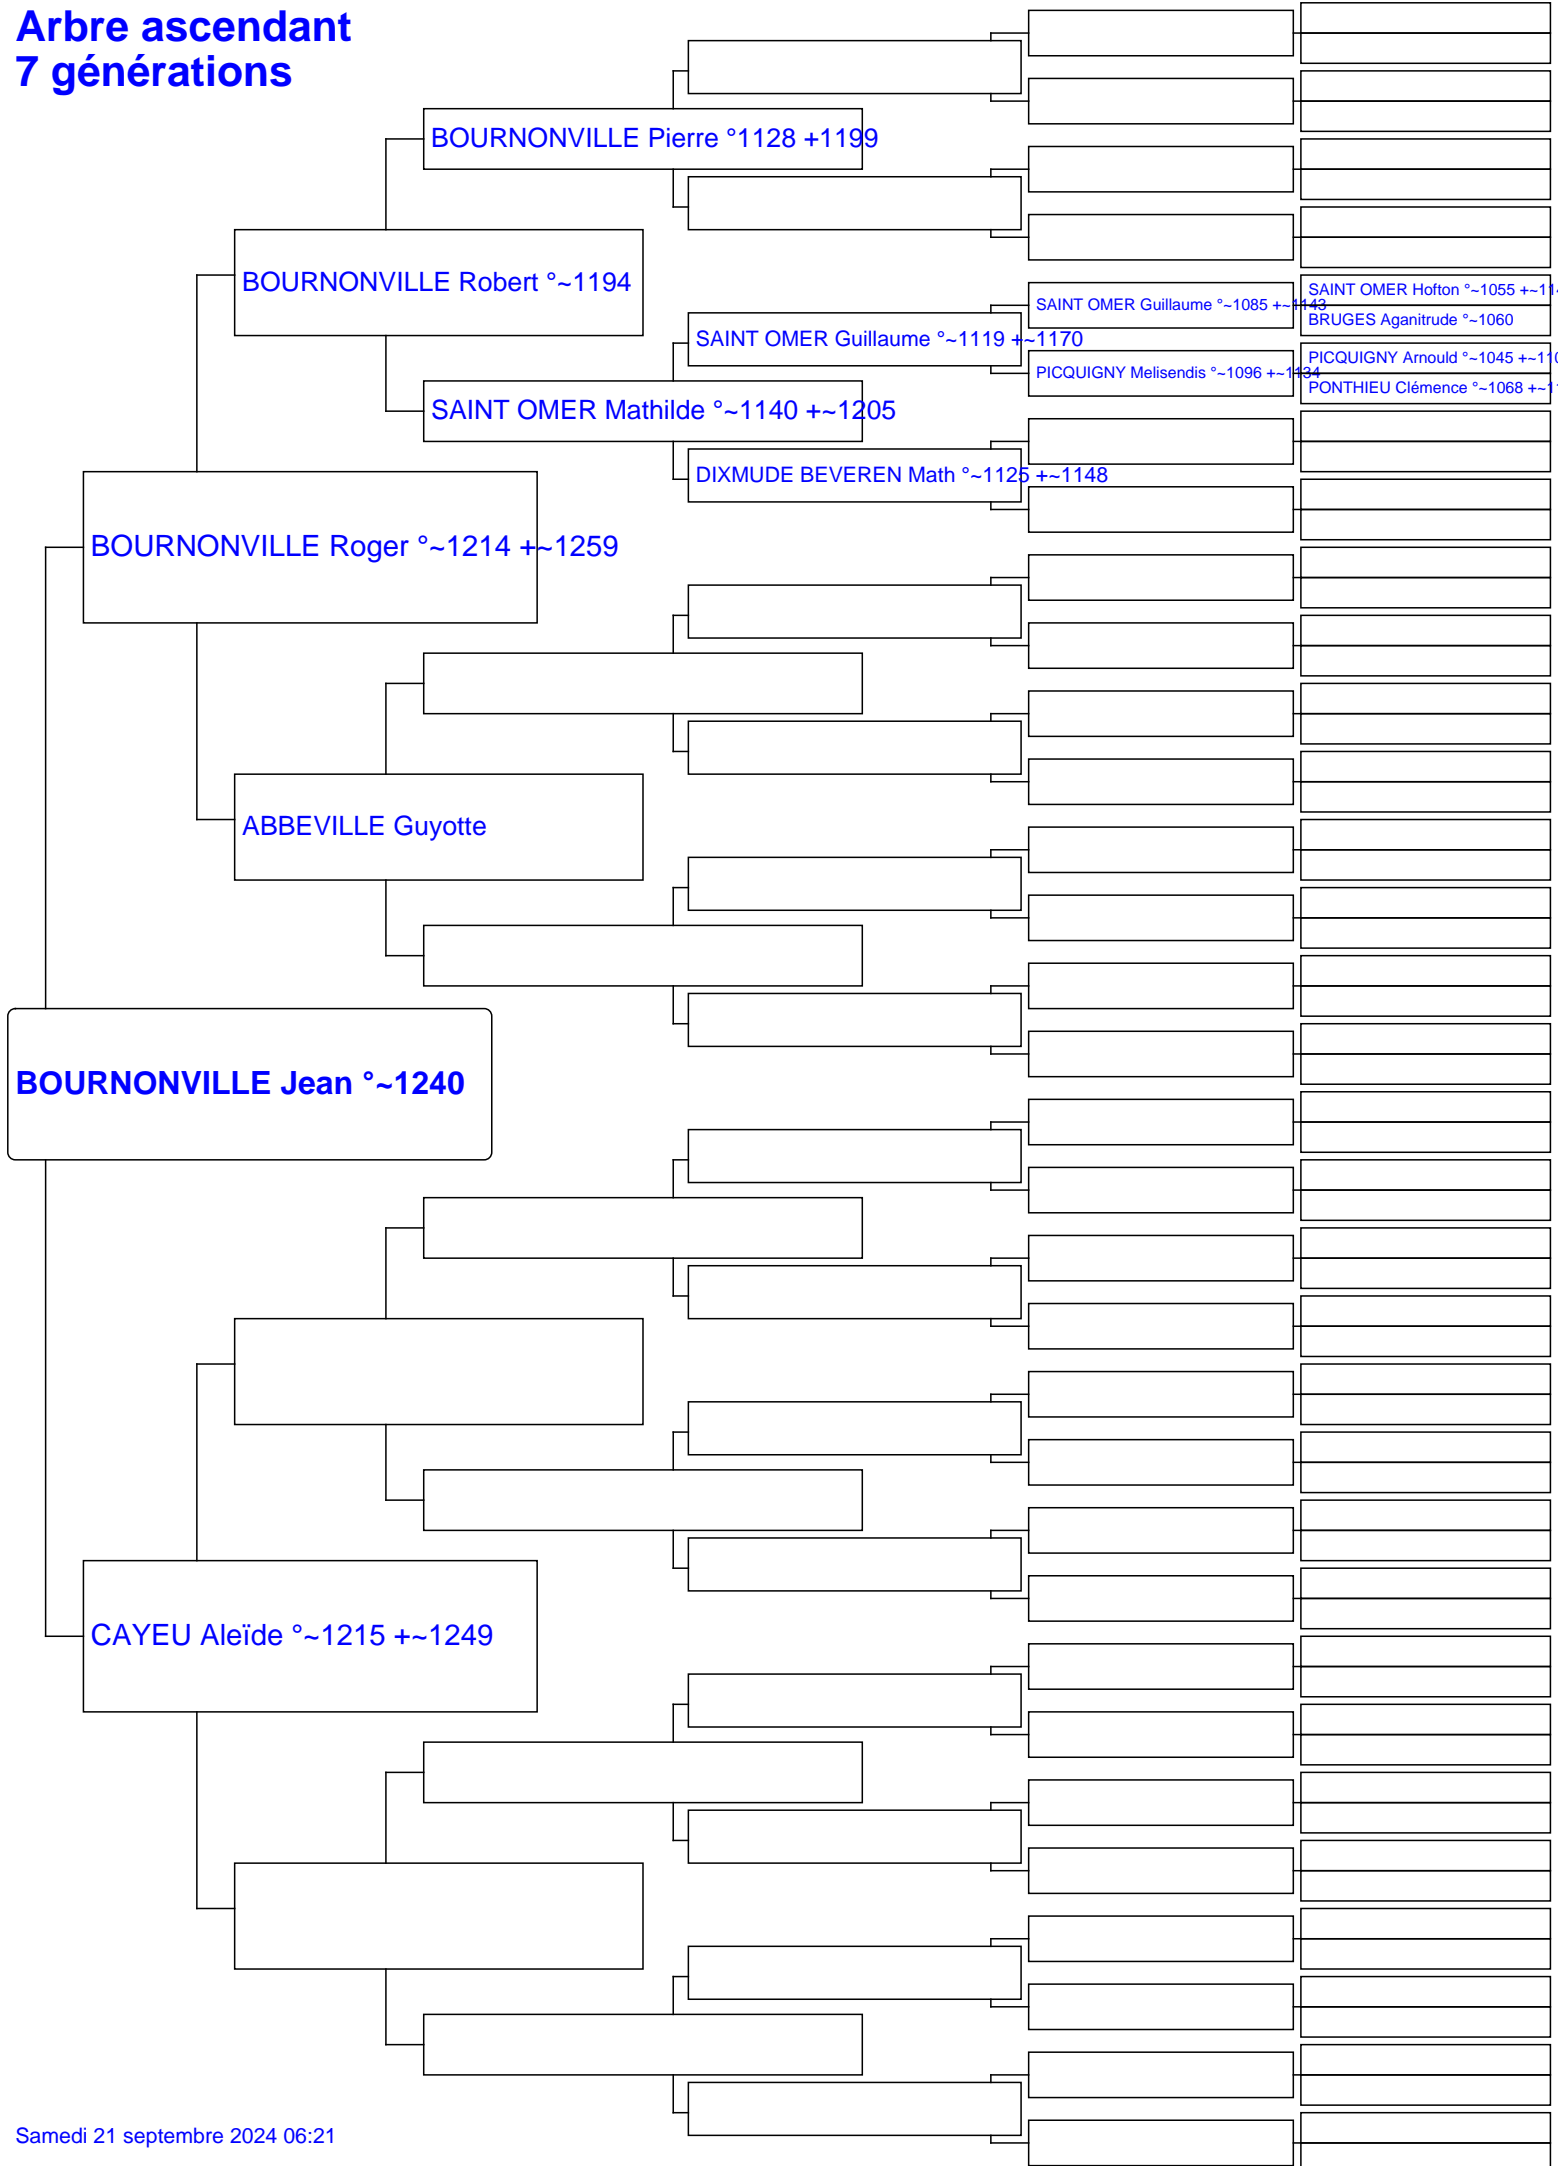 Arbre ascendant
7 générations
BOURNONVILLE Pierre °1128 +1199
BOURNONVILLE Robert °~1194
SAINT OMER Hofton °~1055 +~114
SAINT OMER Guillaume °~1085 +~1143
BRUGES Aganitrude °~1060
SAINT OMER Guillaume °~1119 +~1170
PICQUIGNY Arnould °~1045 +~110
PICQUIGNY Melisendis °~1096 +~1134
PONTHIEU Clémence °~1068 +~1
SAINT OMER Mathilde °~1140 +~1205
DIXMUDE BEVEREN Math °~1125 +~1148
BOURNONVILLE Roger °~1214 +~1259
ABBEVILLE Guyotte
BOURNONVILLE Jean °~1240
CAYEU Aleïde °~1215 +~1249
Samedi 21 septembre 2024 06:21